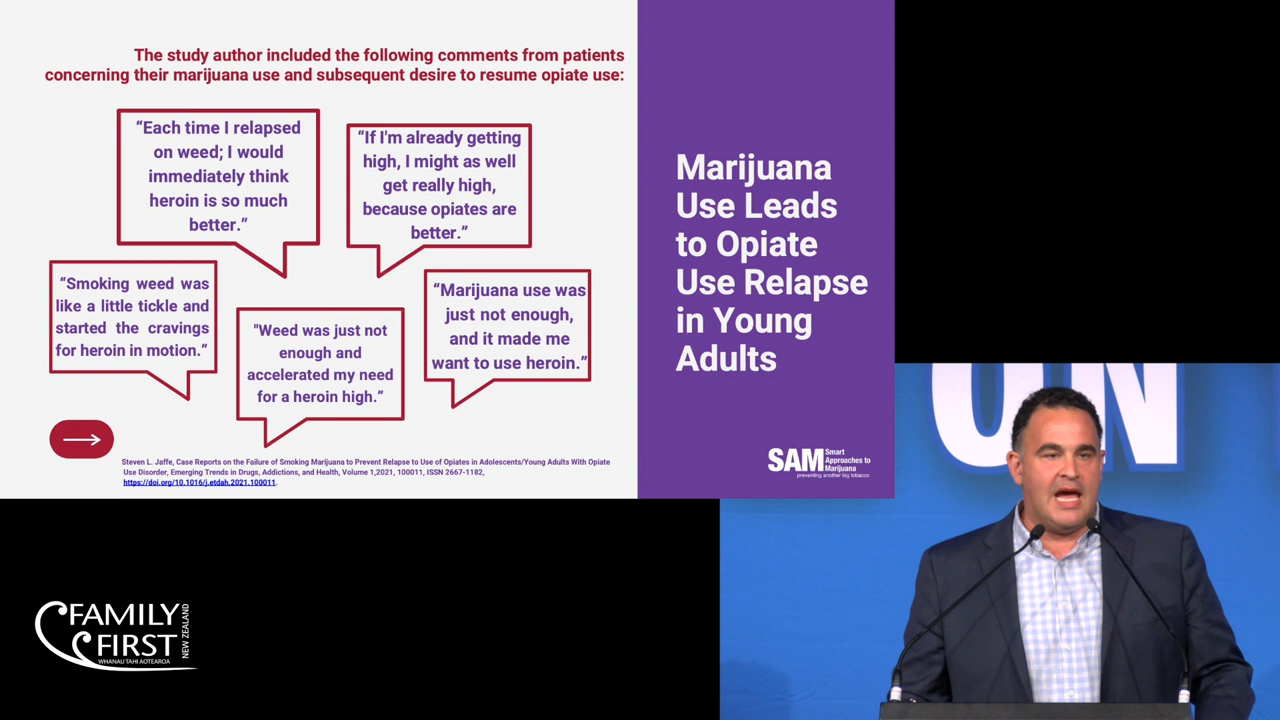 The study author included the following comments from patients
concerning their marijuana use and subsequent desire to resume opiate use:
“Each time I relapsed
on weed; I would
immediately think
heroin is so much
better.”
“If I'm already getting
high, I might as well
get really high,
because opiates are
better.”
“Smoking weed was
like a little tickle and
started the cravings
for heroin in motion.”
"Weed was just not
enough and
accelerated my need
for a heroin high.”
“Marijuana use was
just not enough,
and it made me
want to use heroin.”
Steven L. Jaffe, Case Reports on the Failure of Smoking Marijuana to Prevent Relapse to Use of Opiates in Adolescents/Young Adults With Opiate
Use Disorder, Emerging Trends in Drugs, Addictions, and Health, Volume 1,2021, 100011, ISSN 2667-1182,
https://doi.org/10.1016/j.etdah.2021.100011.
Marijuana
Use Leads
to Opiate
Use Relapse
in Young
Adults
SAM Smart
Approaches to
Marijuana
preventing another big tobacco
ON
FAMILY
FIRST
NEW ZEALAND
WHANAU TAHI AOTEAROA